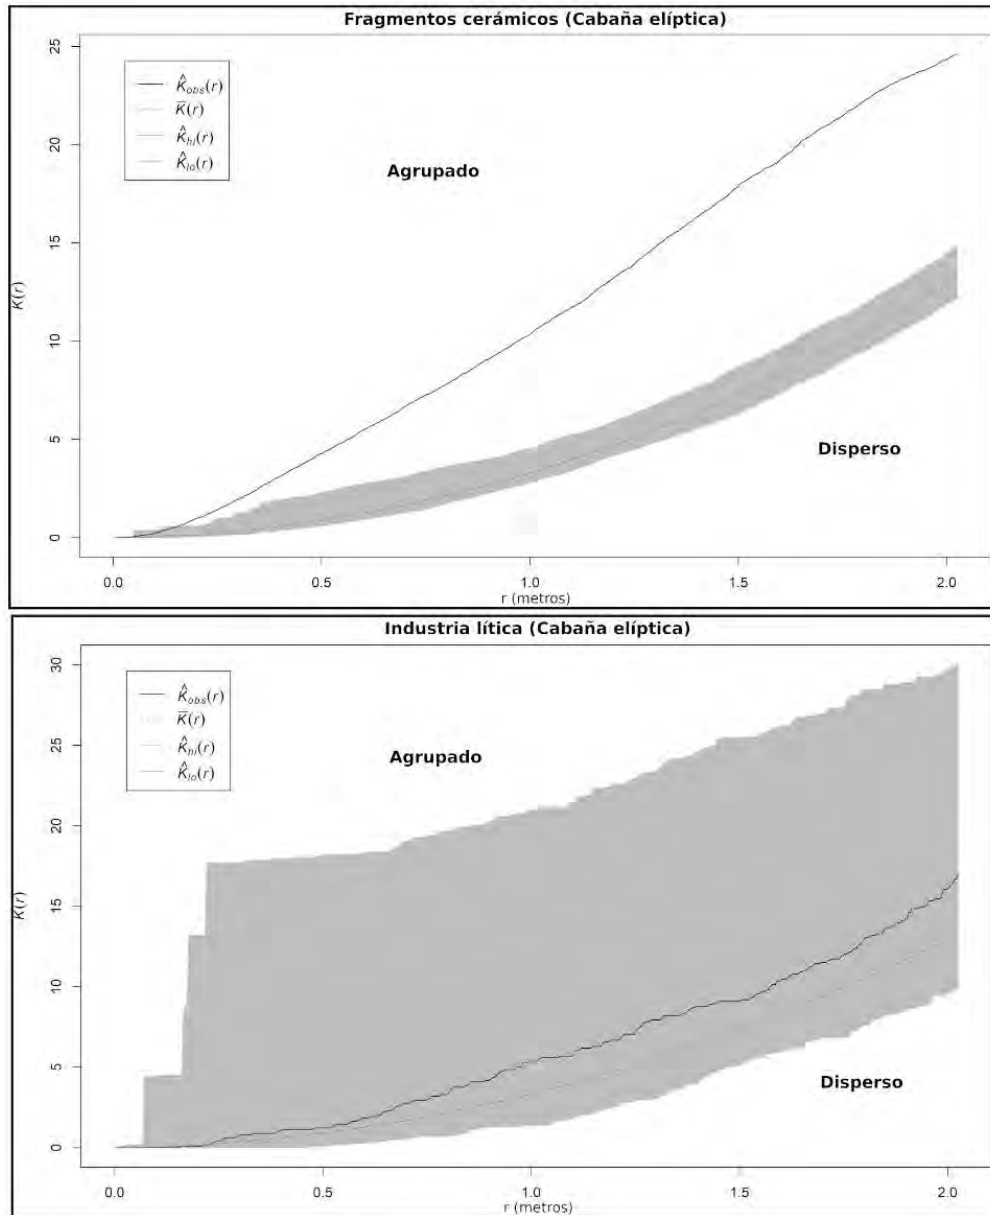 Fragmentos cerámicos (Cabaña elíptica)
25
20
15
10
5
0
K(r)
K̂obs(r)
K̄(r)
K̂hi(r)
K̂lo(r)
Agrupado
Disperso
0.0 0.5 1.0 1.5 2.0
r (metros)
Industria lítica (Cabaña elíptica)
30
25
20
15
10
5
0
K(r)
K̂obs(r)
K̄(r)
K̂hi(r)
K̂lo(r)
Agrupado
Disperso
0.0 0.5 1.0 1.5 2.0
r (metros)